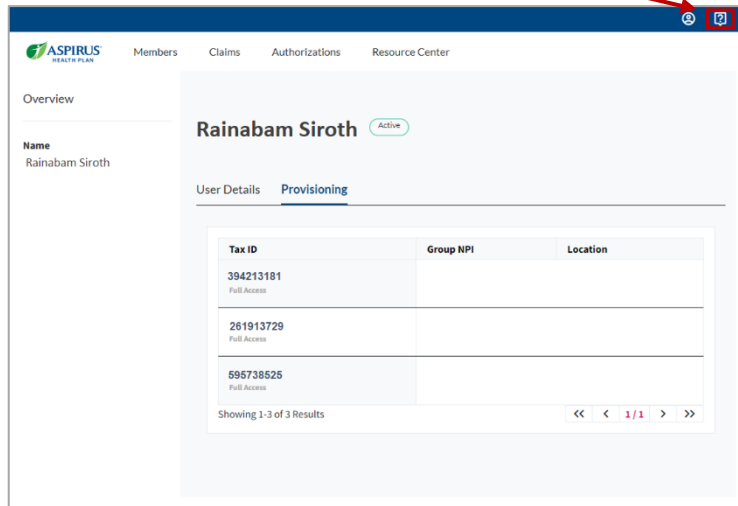 ASPIRUS
HEALTH PLAN
Members Claims Authorizations Resource Center
Overview
Name
Rainabam Siroth
Rainabam Siroth Active
User Details Provisioning
Tax ID Group NPI Location
394213181
Full Access
261913729
Full Access
595738525
Full Access
Showing 1-3 of 3 Results << < 1/1 > >>